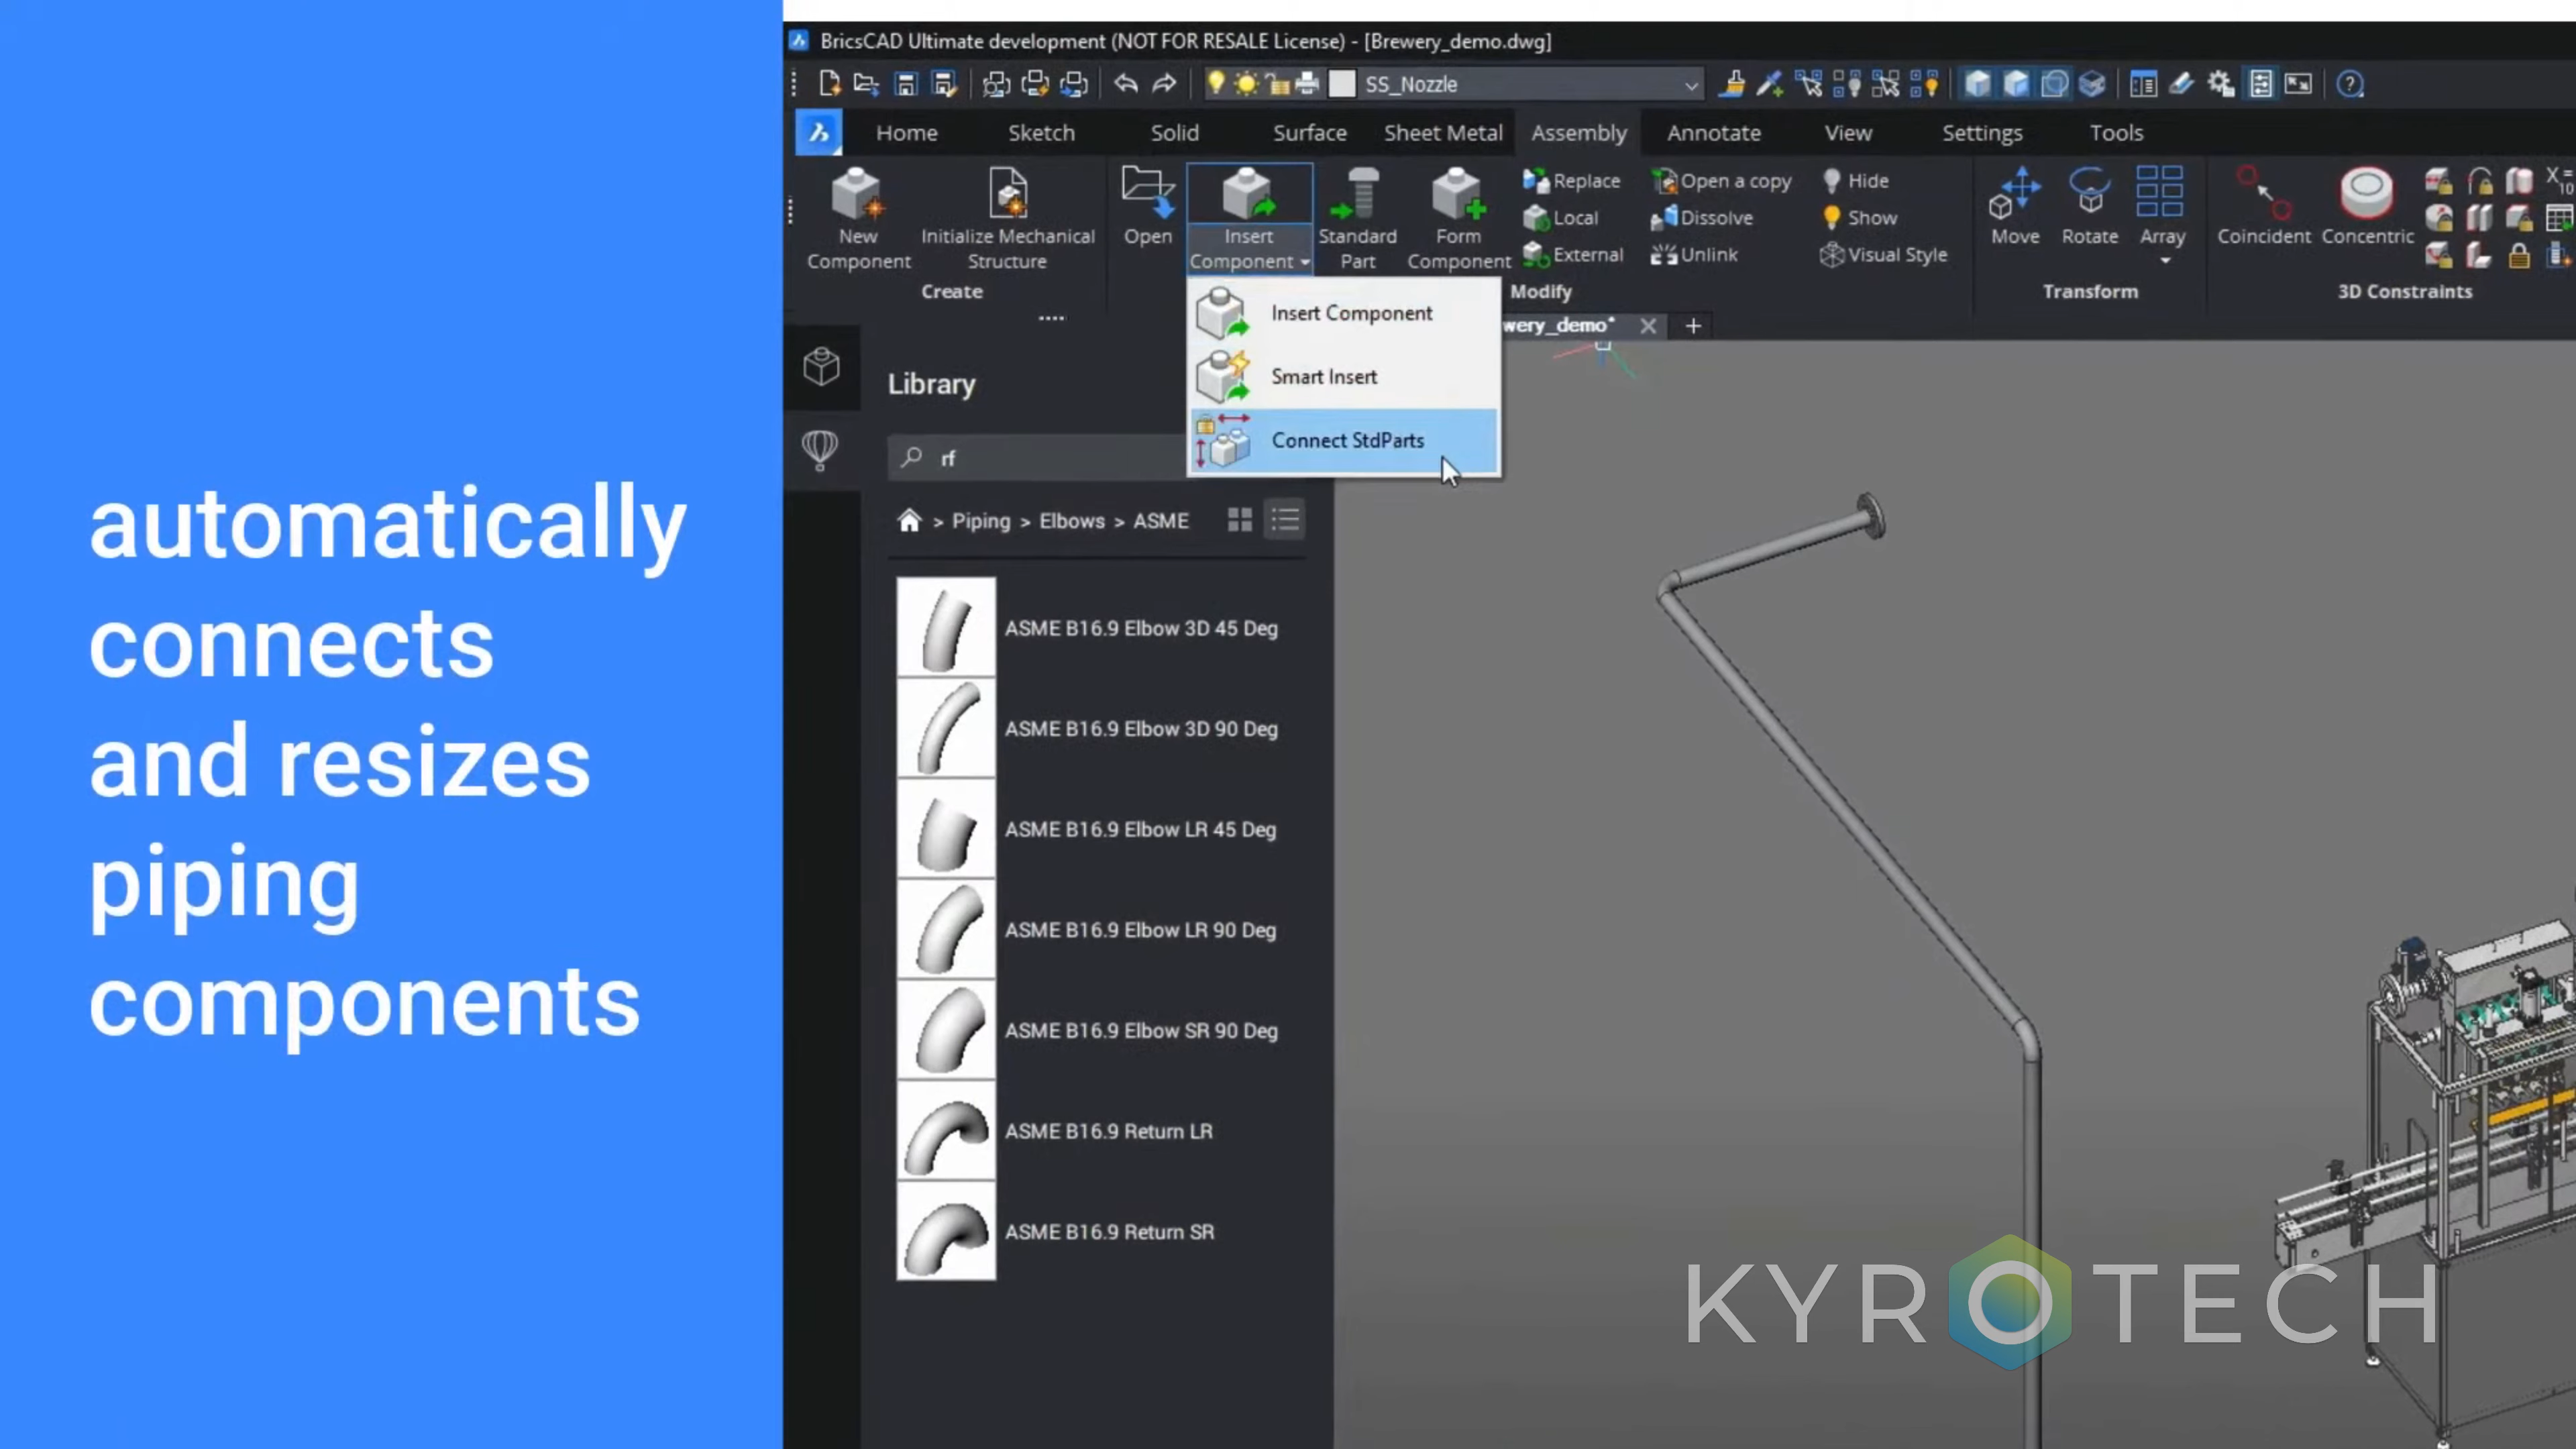 automatically
connects
and resizes
piping
components
BricsCAD Ultimate development (NOT FOR RESALE License) - [Brewery_demo.dwg]
SS_Nozzle
Home Sketch Solid Surface Sheet Metal Assembly Annotate View Settings Tools
New Component
Initialize Mechanical Structure
Open
Insert Component
Standard Part
Form Component
Replace
Local
External
Open a copy
Dissolve
Unlink
Hide
Show
Visual Style
Move
Rotate
Array
Coincident
Concentric
X=
10
Create
Modify
Transform
3D Constraints
Insert Component
Smart Insert
Connect StdParts
wery_demo*
Library
rf
> Piping > Elbows > ASME
ASME B16.9 Elbow 3D 45 Deg
ASME B16.9 Elbow 3D 90 Deg
ASME B16.9 Elbow LR 45 Deg
ASME B16.9 Elbow LR 90 Deg
ASME B16.9 Elbow SR 90 Deg
ASME B16.9 Return LR
ASME B16.9 Return SR
KYROTECH